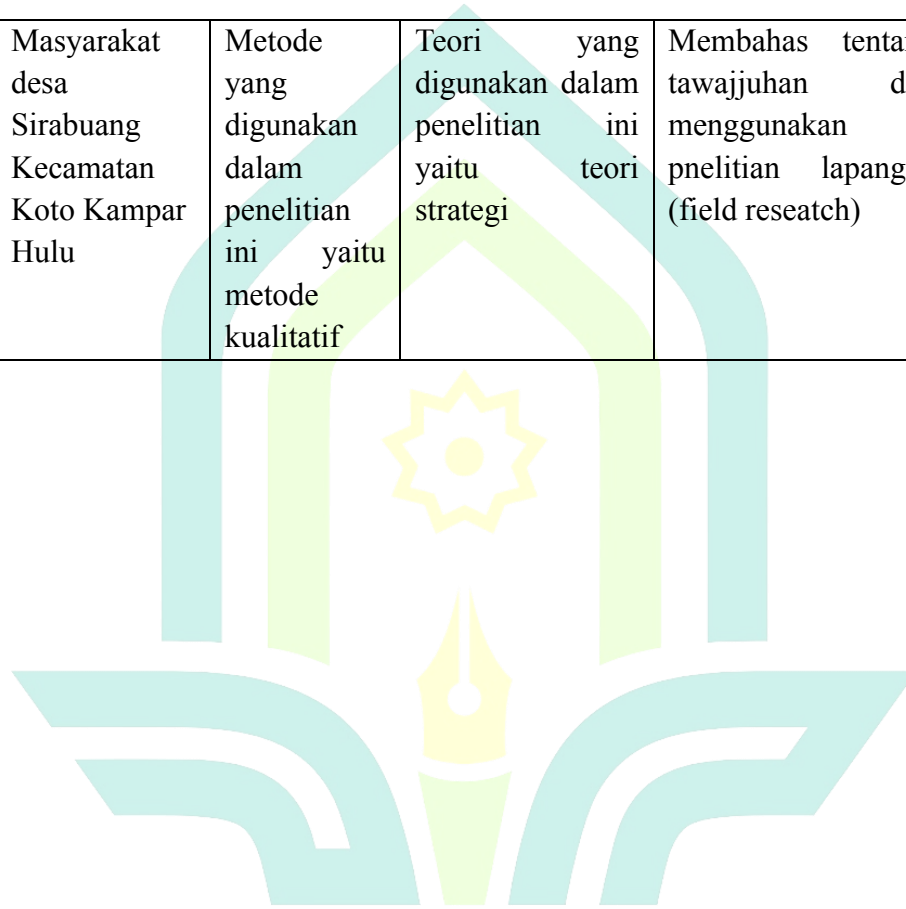 Masyarakat
desa
Sirabuang
Kecamatan
Koto Kampar
Hulu
Metode
yang
digunakan
dalam
penelitian
ini yaitu
metode
kualitatif
Teori yang
digunakan dalam
penelitian ini
yaitu teori
strategi
Membahas
tawajjuhan
menggunakan
pnelitian
(field reseatch)